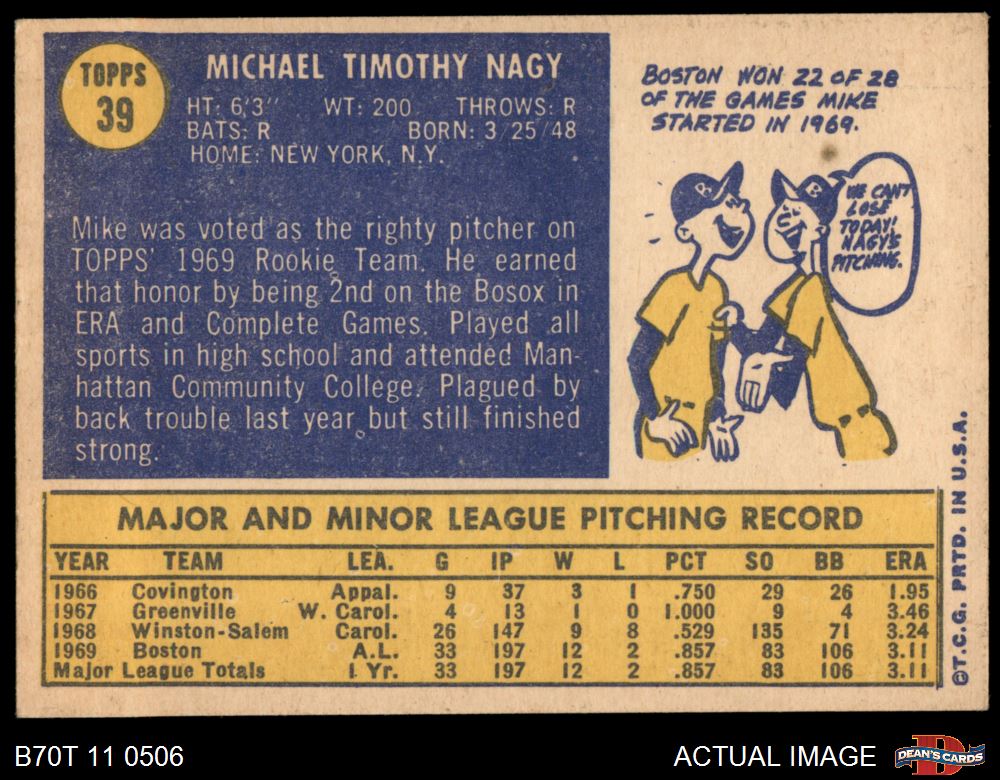 TOPPS
39
MICHAEL TIMOTHY NAGY
HT: 6'3" WT: 200 THROWS: R
BATS: R BORN: 3/25/48
HOME: NEW YORK, N.Y.
Mike was voted as the righty pitcher on
TOPPS' 1969 Rookie Team. He earned
that honor by being 2nd on the Bosox in
ERA and Complete Games. Played all
sports in high school and attended Man-
hattan Community College. Plagued by
back trouble last year but still finished
strong.
BOSTON WON 22 OF 28
OF THE GAMES MIKE
STARTED IN 1969.
B
B
WE CAN'T
LOSE
TODAY!
NAGY'S
PITCHING.
MAJOR AND MINOR LEAGUE PITCHING RECORD
YEAR TEAM LEA. G IP W L PCT SO BB ERA
1966 Covington Appal. 9 37 3 1 .750 29 26 1.95
1967 Greenville W. Carol. 4 13 1 0 1.000 9 4 3.46
1968 Winston-Salem Carol. 26 147 9 8 .529 135 71 3.24
1969 Boston A.L. 33 197 12 2 .857 83 106 3.11
Major League Totals 1 Yr. 33 197 12 2 .857 83 106 3.11
©T.C.G. PRTD. IN U.S.A.
B70T 11 0506
ACTUAL IMAGE
D
DEAN'S CARDS